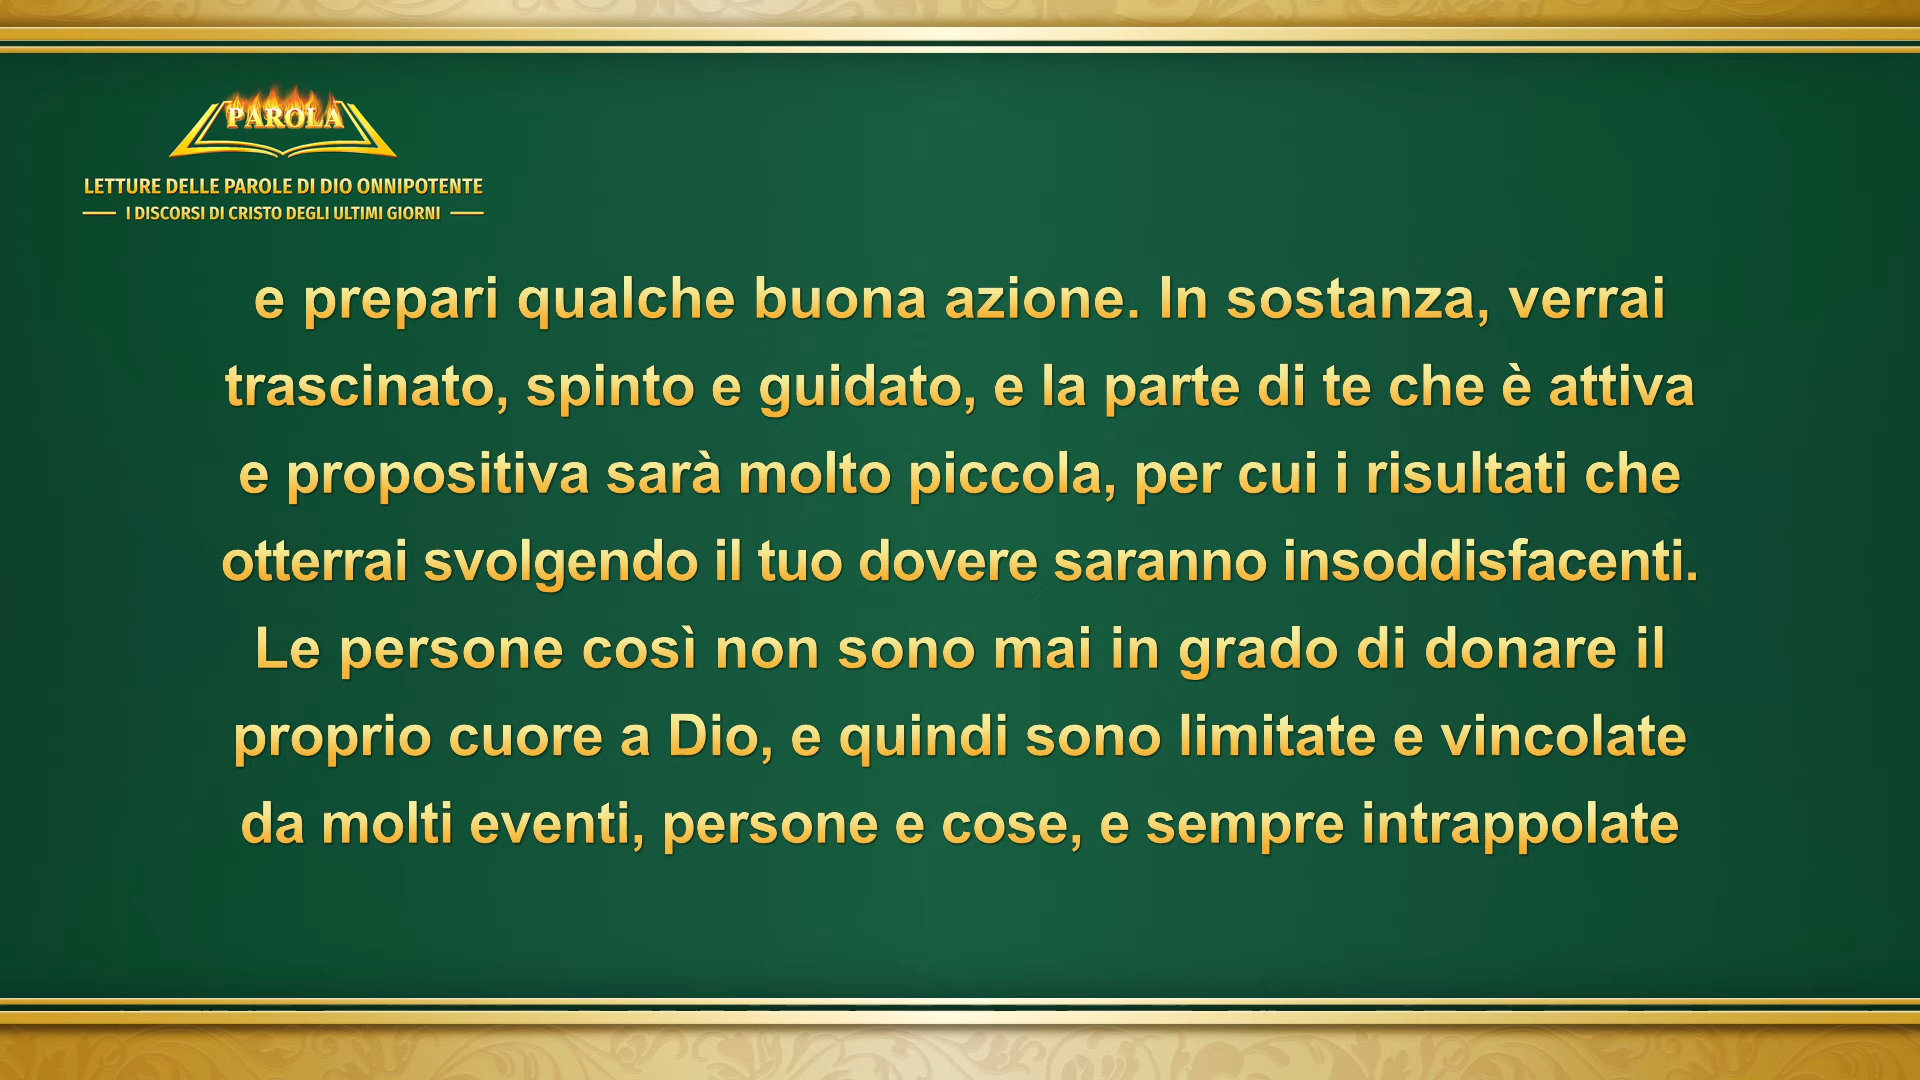 PAROLA
LETTURE DELLE PAROLE DI DIO ONNIPOTENTE
I DISCORSI DI CRISTO DEGLI ULTIMI GIORNI
e prepari qualche buona azione. In sostanza, verrai
trascinato, spinto e guidato, e la parte di te che è attiva
e propositiva sarà molto piccola, per cui i risultati che
otterrai svolgendo il tuo dovere saranno insoddisfacenti.
Le persone così non sono mai in grado di donare il
proprio cuore a Dio, e quindi sono limitate e vincolate
da molti eventi, persone e cose, e sempre intrappolate